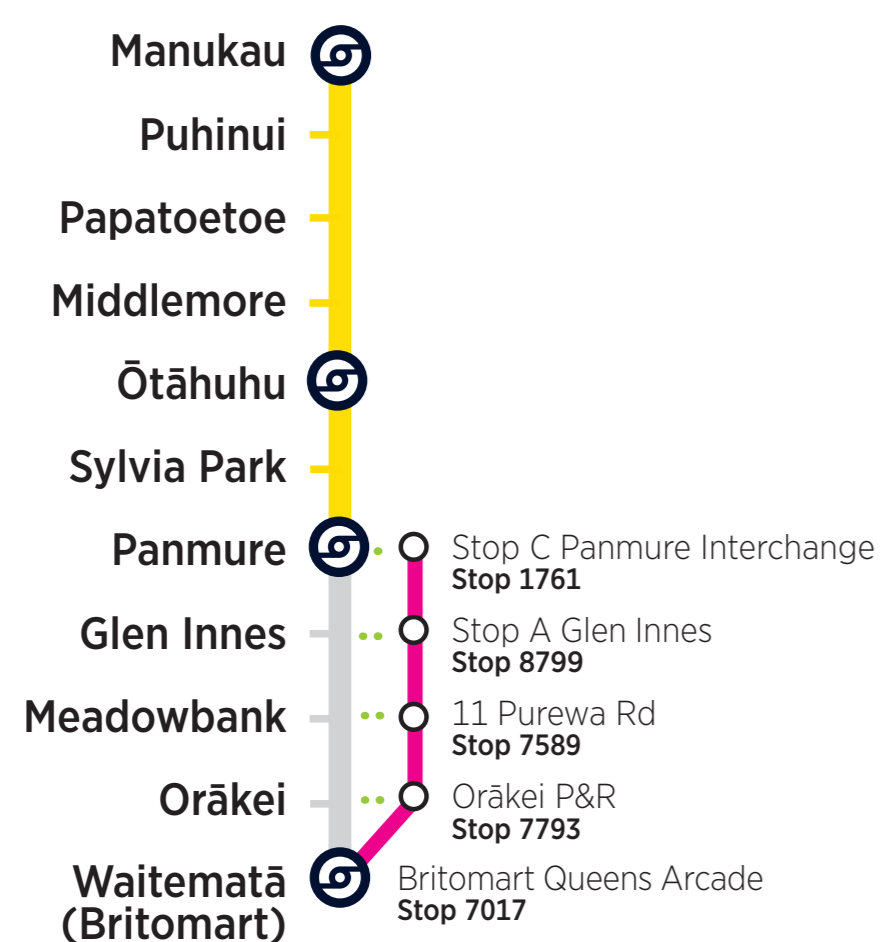 Manukau
Puhinui
Papatoetoe
Middlemore
Ōtāhuhu
Sylvia Park
Panmure
Stop C Panmure Interchange
Stop 1761
Glen Innes
Stop A Glen Innes
Stop 8799
Meadowbank
11 Purewa Rd
Stop 7589
Orākei
Orākei P&R
Stop 7793
Waitematā
(Britomart)
Britomart Queens Arcade
Stop 7017